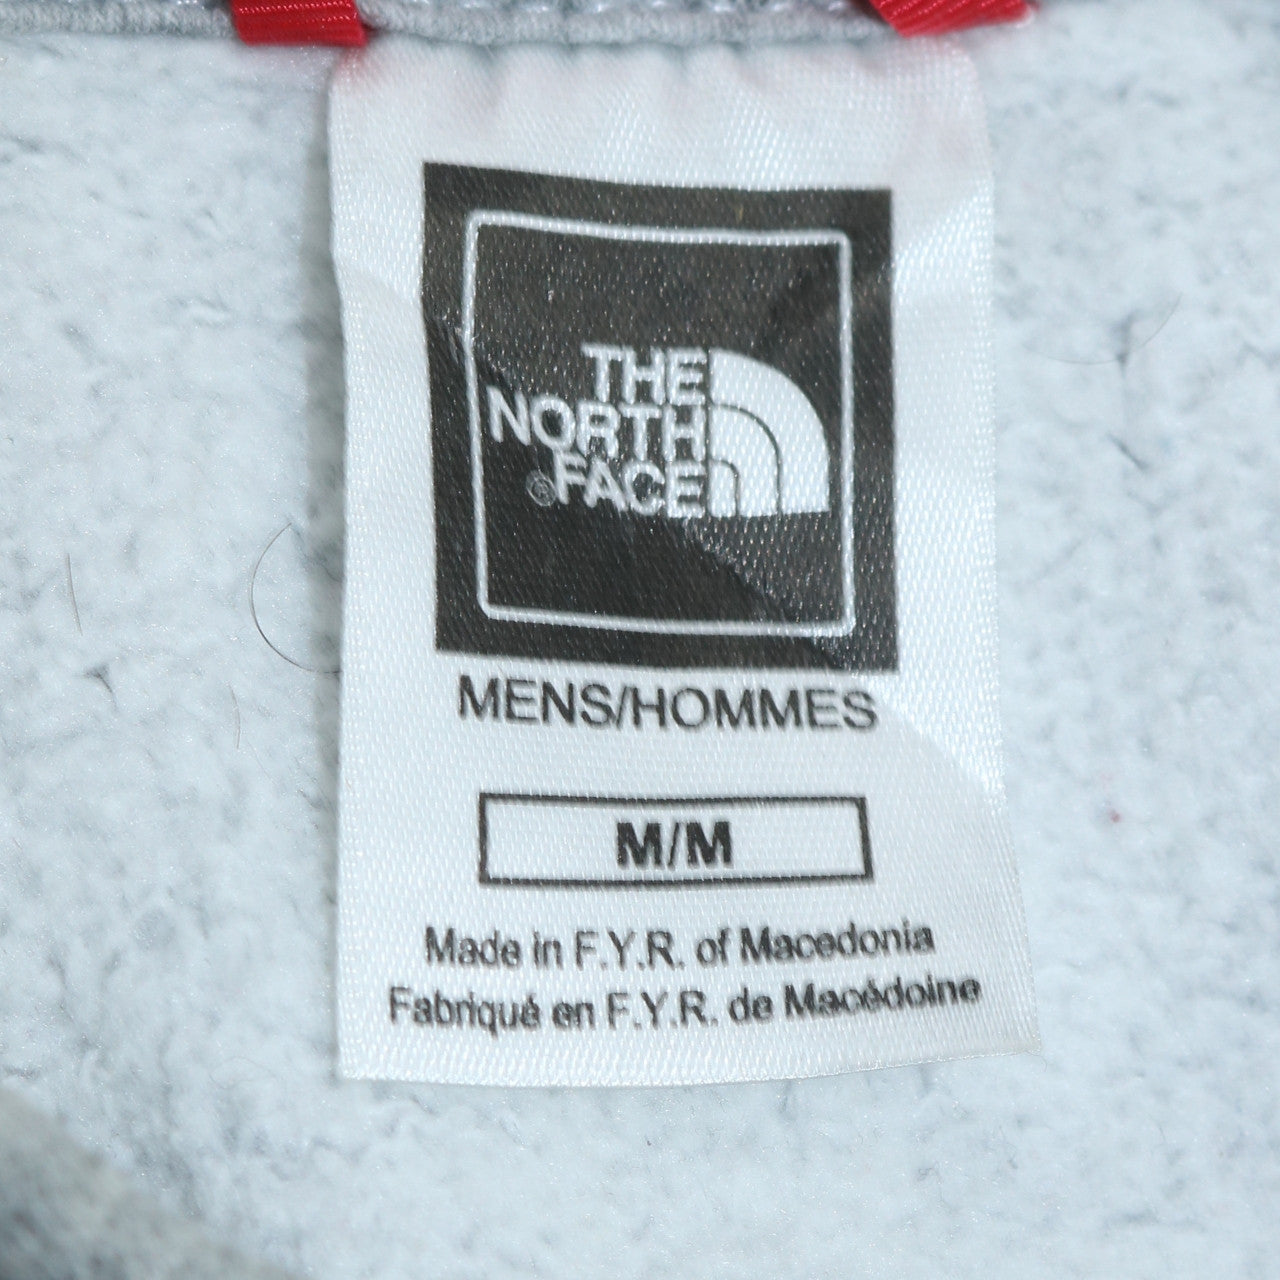 THE
NORTH
®FACE
MENS/HOMMES
M/M
Made in F.Y.R. of Macedonia
Fabriqué en F.Y.R. de Macédoine